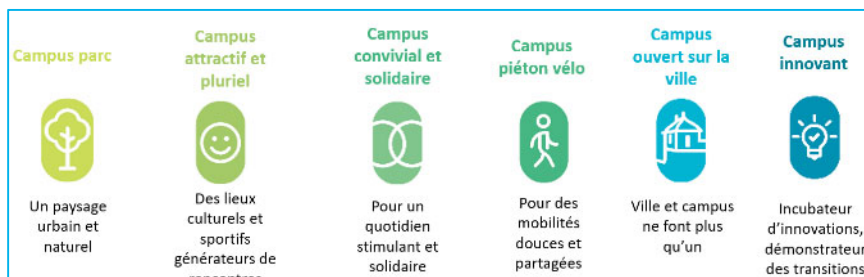 Campus parc
Un paysage
urbain et
naturel
Campus
attractif et
pluriel
Des lieux
culturels et
sportifs
générateurs de
rencontres
Campus
convivial et
solidaire
Pour un
quotidien
stimulant et
solidaire
Campus
piéton vélo
Pour des
mobilités
douces et
partagées
Campus
ouvert sur la
ville
Ville et campus
ne font plus
qu'un
Campus
innovant
Incubateur
d'innovations,
démonstrateur
des transitions